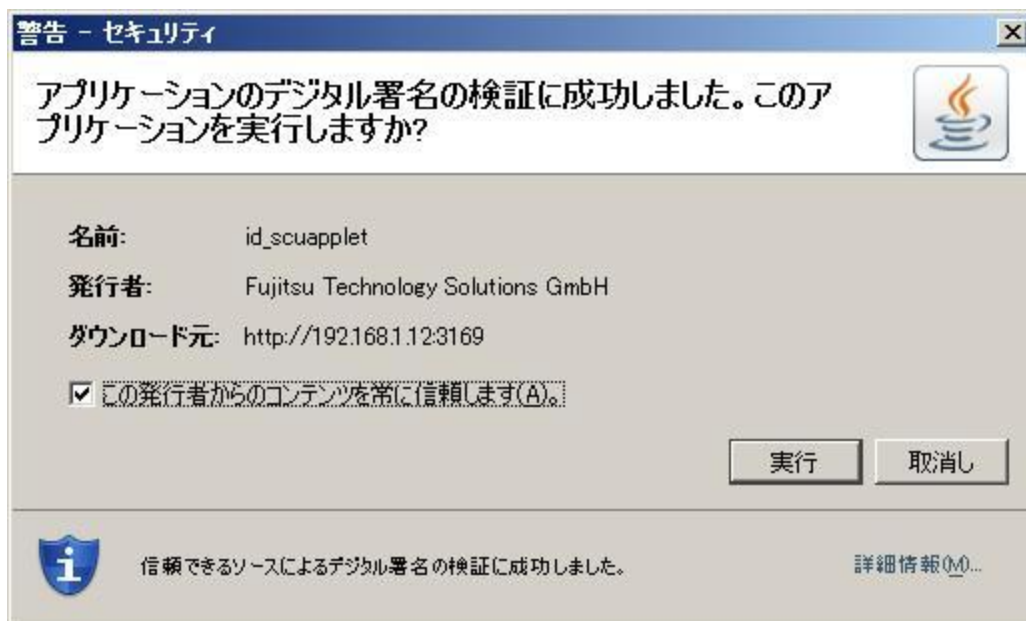 警告 - セキュリティ
アプリケーションのデジタル署名の検証に成功しました。このア
プリケーションを実行しますか?
名前: id_scuapplet
発行者: Fujitsu Technology Solutions GmbH
ダウンロード元: http://192.168.1.12:3169
この発行者からのコンテンツを常に信頼します(A)。
実行 取消し
信頼できるソースによるデジタル署名の検証に成功しました。 詳細情報(M)...